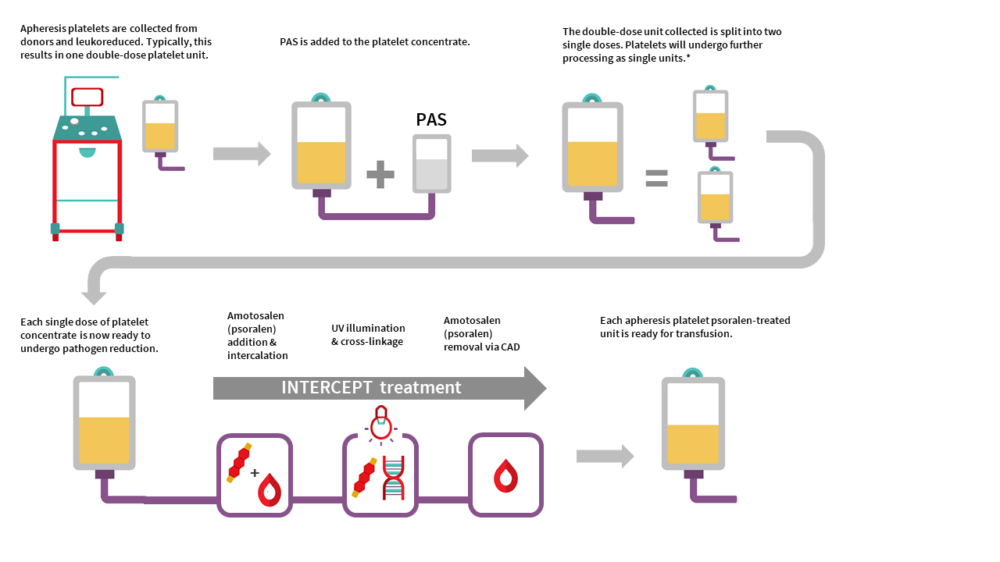 Apheresis platelets are collected from
donors and leukoreduced. Typically, this
results in one double-dose platelet unit.
PAS is added to the platelet concentrate.
The double-dose unit collected is split into two
single doses. Platelets will undergo further
processing as single units.*
PAS
Each single dose of platelet
concentrate is now ready to
undergo pathogen reduction.
Amotosalen
(psoralen)
addition &
intercalation
UV illumination
& cross-linkage
Amotosalen
(psoralen)
removal via CAD
Each apheresis platelet psoralen-treated
unit is ready for transfusion.
INTERCEPT treatment